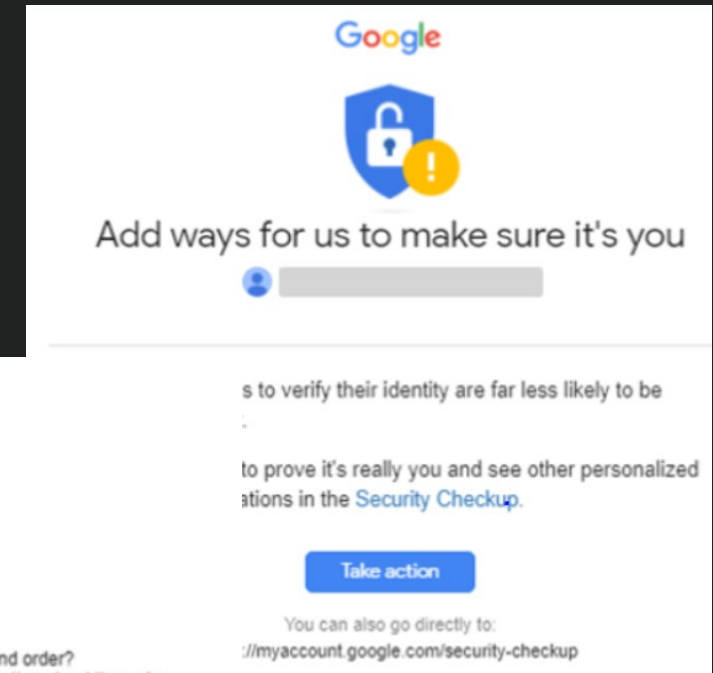 Google
Add ways for us to make sure it's you
s to verify their identity are far less likely to be
to prove it's really you and see other personalized
ations in the Security Checkup.
Take action
You can also go directly to:
://myaccount.google.com/security-checkup
nd order?